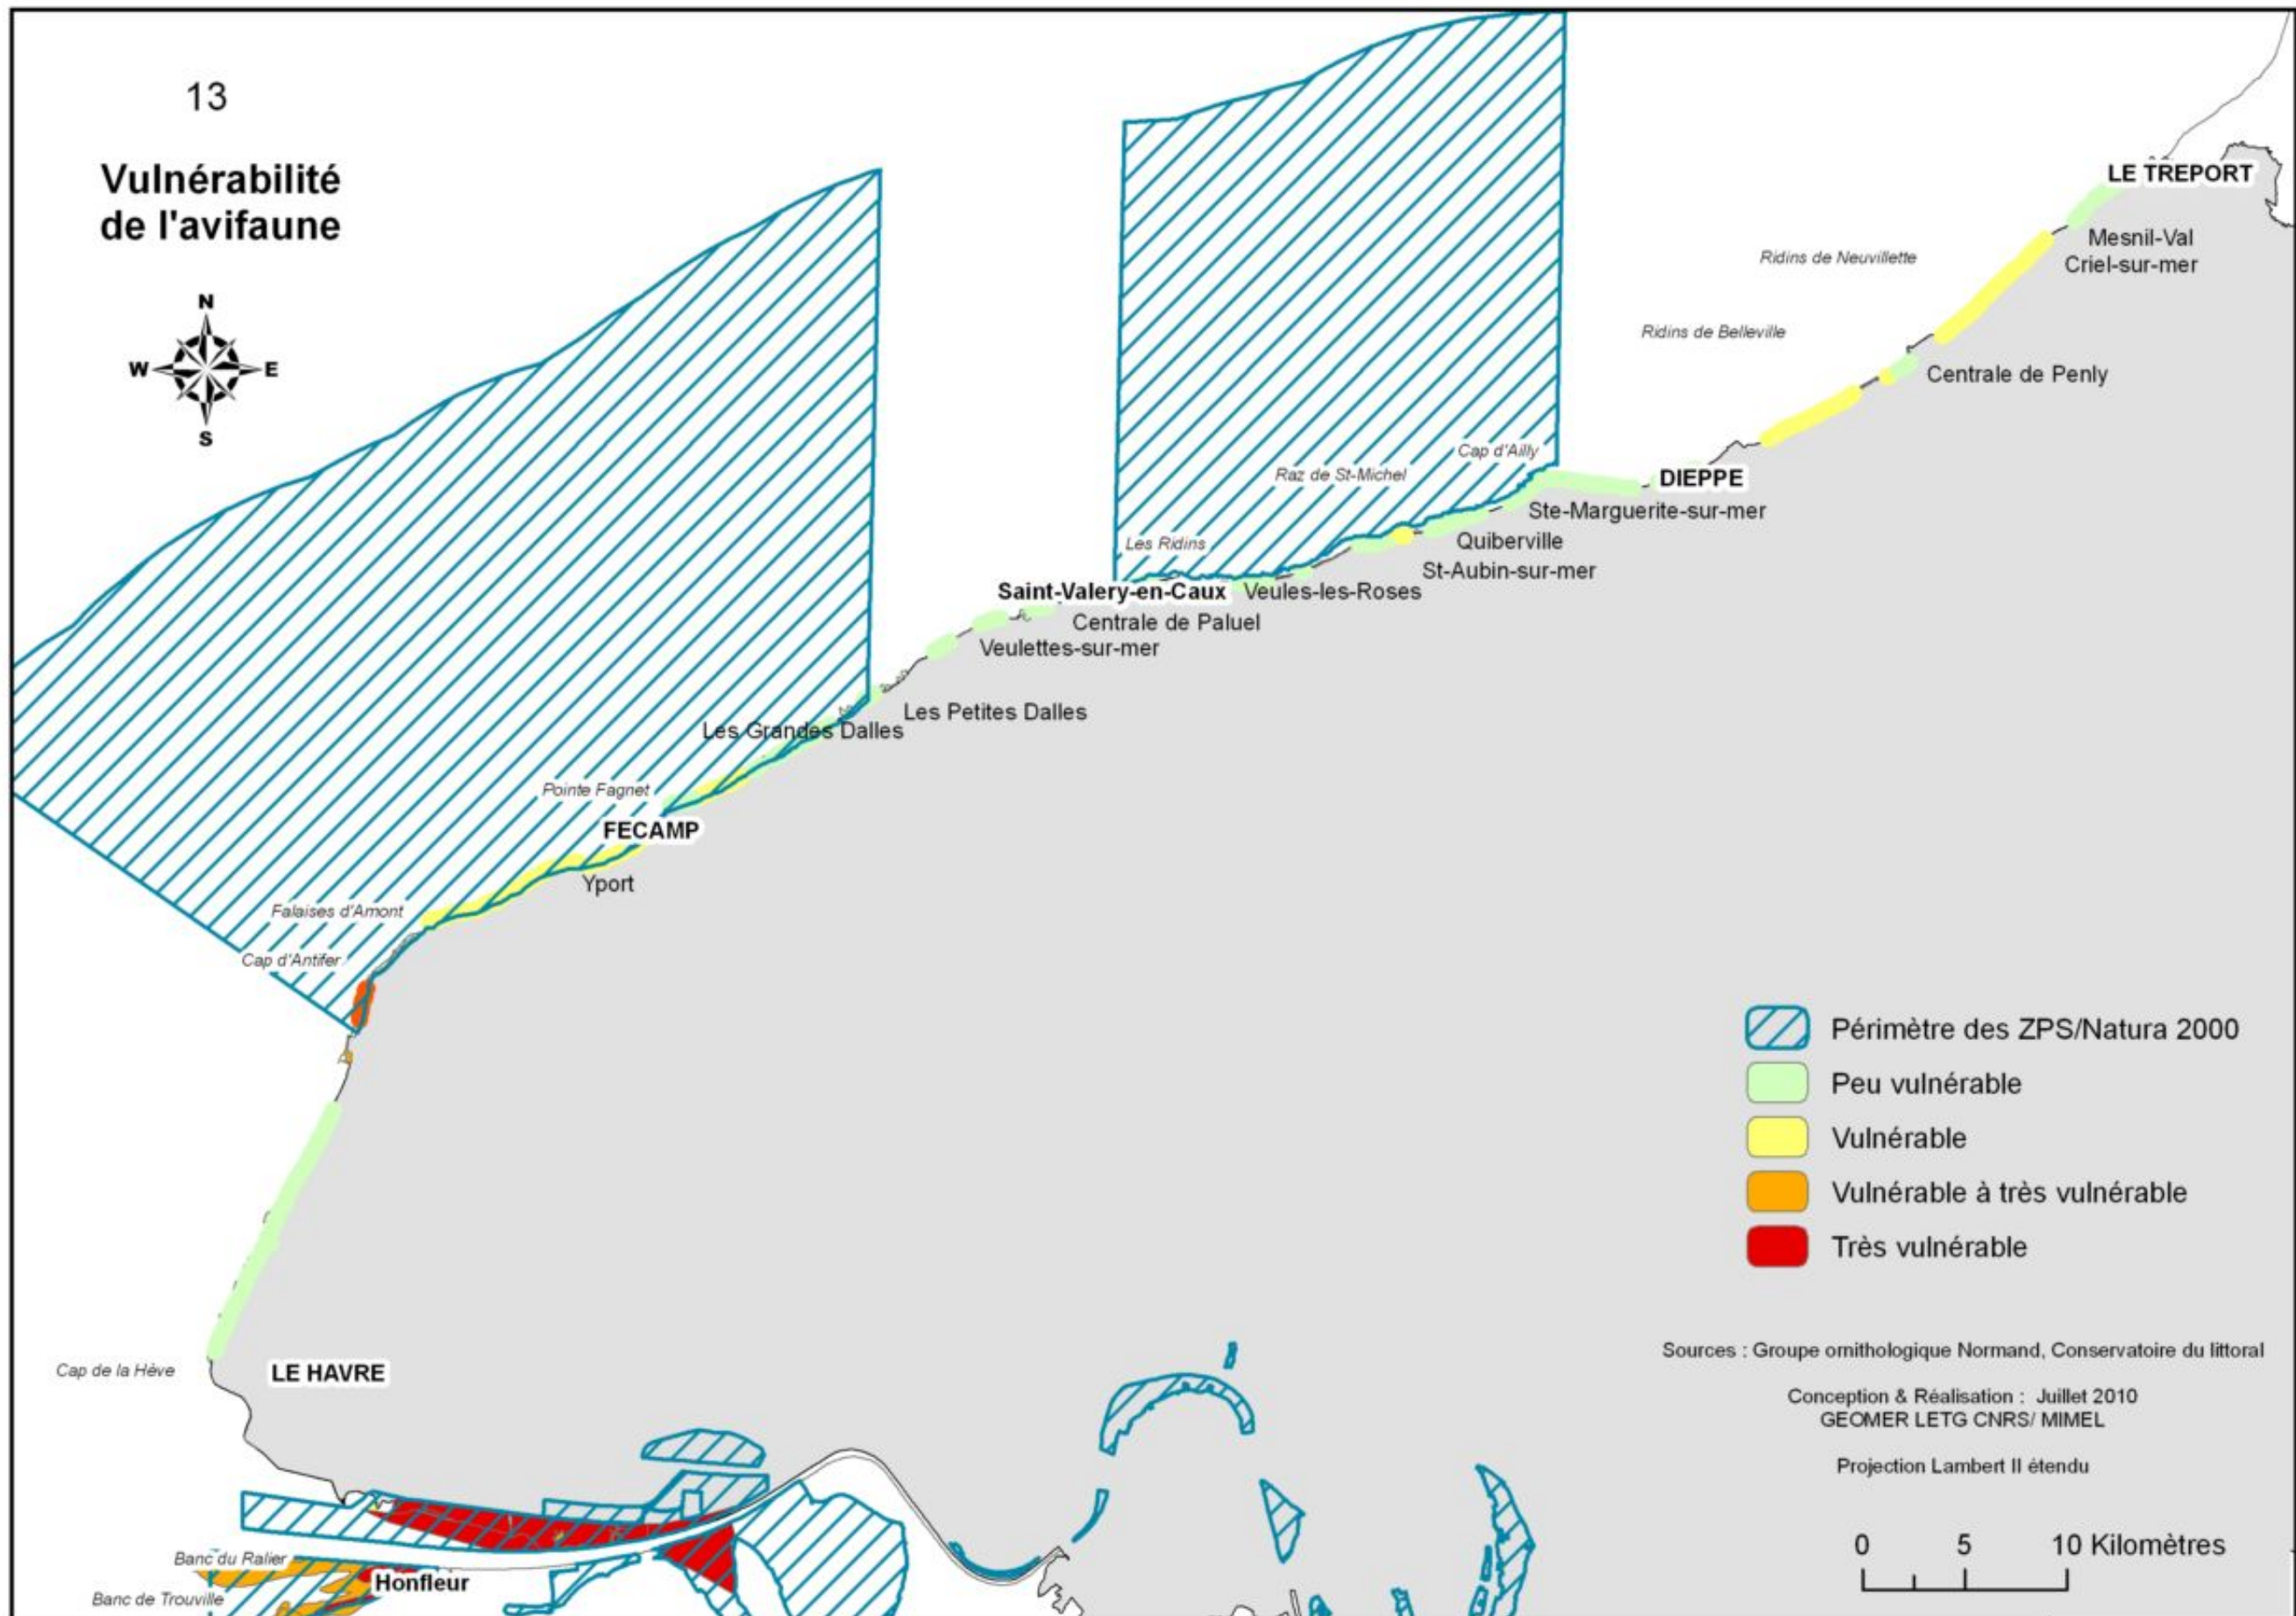 13
Vulnérabilité
de l'avifaune
N
W
E
S
LE TREPORT
Mesnil-Val
Criel-sur-mer
Ridins de Neuvillette
Ridins de Belleville
Centrale de Penly
Cap d'Ailly
Raz de St-Michel
DIEPPE
Ste-Marguerite-sur-mer
Les Ridins
Quiberville
St-Aubin-sur-mer
Saint-Valery-en-Caux
Veules-les-Roses
Centrale de Paluel
Veulettes-sur-mer
Les Petites Dalles
Les Grandes Dalles
Pointe Fagnet
FECAMP
Yport
Falaises d'Amont
Cap d'Antifer
Périmètre des ZPS/Natura 2000
Peu vulnérable
Vulnérable
Vulnérable à très vulnérable
Très vulnérable
Sources : Groupe ornithologique Normand, Conservatoire du littoral
Cap de la Hève
LE HAVRE
Conception & Réalisation : Juillet 2010
GEOMER LETG CNRS/ MIMEL
Projection Lambert II étendu
0 5 10 Kilomètres
Banc du Ralier
Honfleur
Banc de Trouville